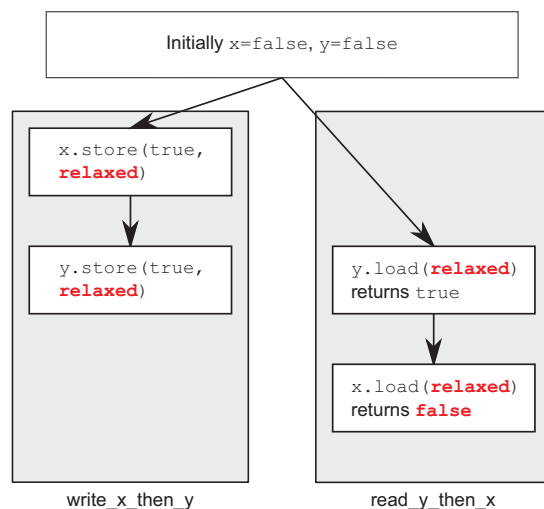 Initially x=false, y=false
x.store(true,
relaxed)
y.store(true,
relaxed)
y.load(relaxed)
returns true
x.load(relaxed)
returns false
write_x_then_y
read_y_then_x